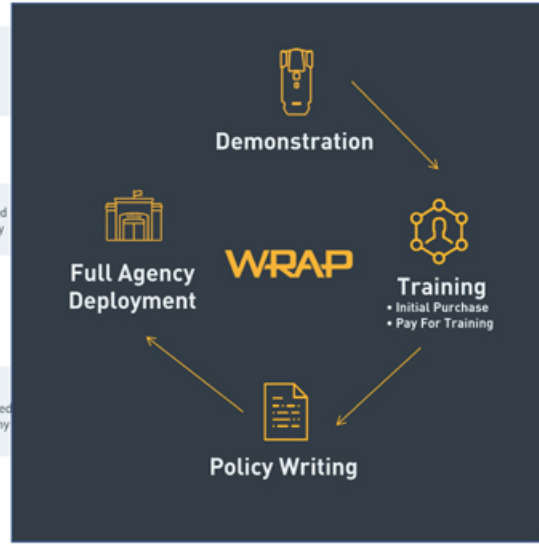 Demonstration
WRAP
Full Agency
Deployment
Training
• Initial Purchase
• Pay For Training
Policy Writing